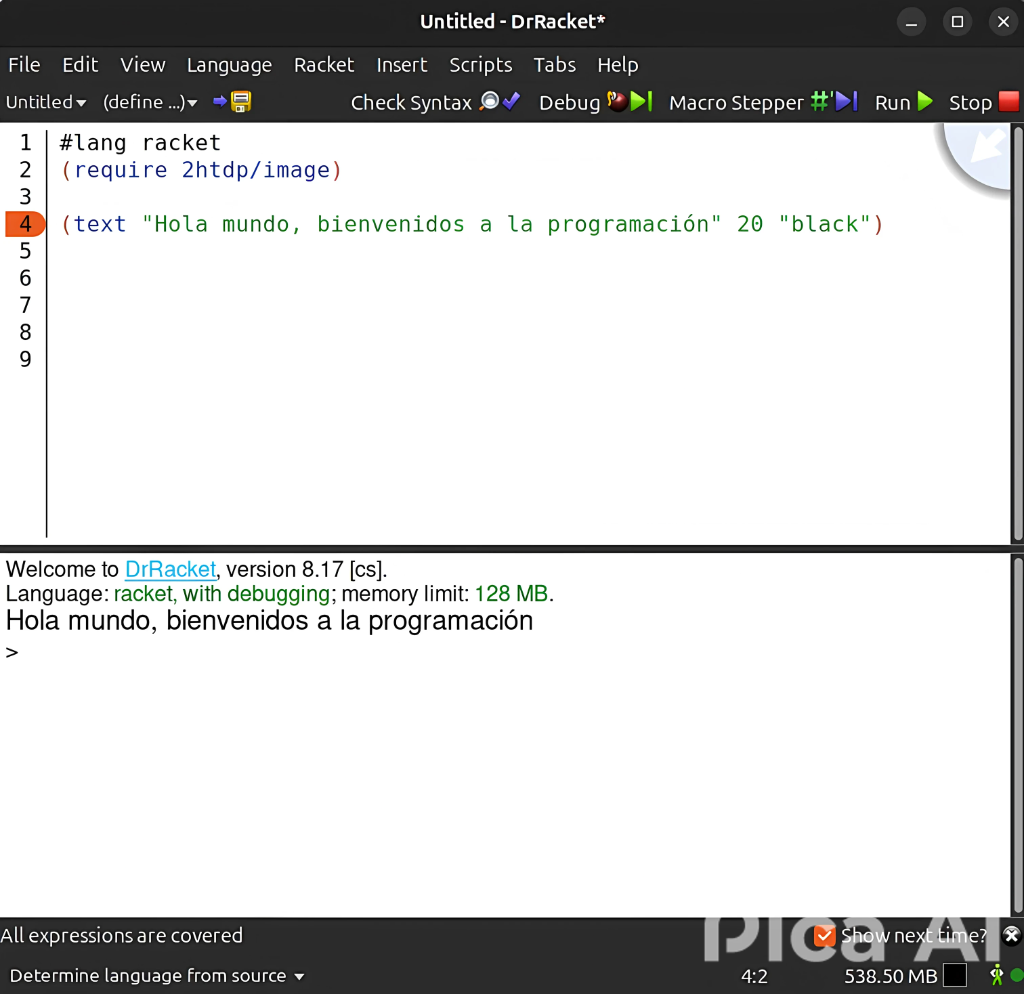 Untitled - DrRacket*
File Edit View Language Racket Insert Scripts Tabs Help
Untitled (define ...) Check Syntax Debug Macro Stepper #' Run Stop
1 #lang racket
2 (require 2htdp/image)
3
4 (text "Hola mundo, bienvenidos a la programación" 20 "black")
5
6
7
8
9
Welcome to DrRacket, version 8.17 [cs].
Language: racket, with debugging; memory limit: 128 MB.
Hola mundo, bienvenidos a la programación
>
All expressions are covered Show next time?
Pica AI
Determine language from source 4:2 538.50 MB